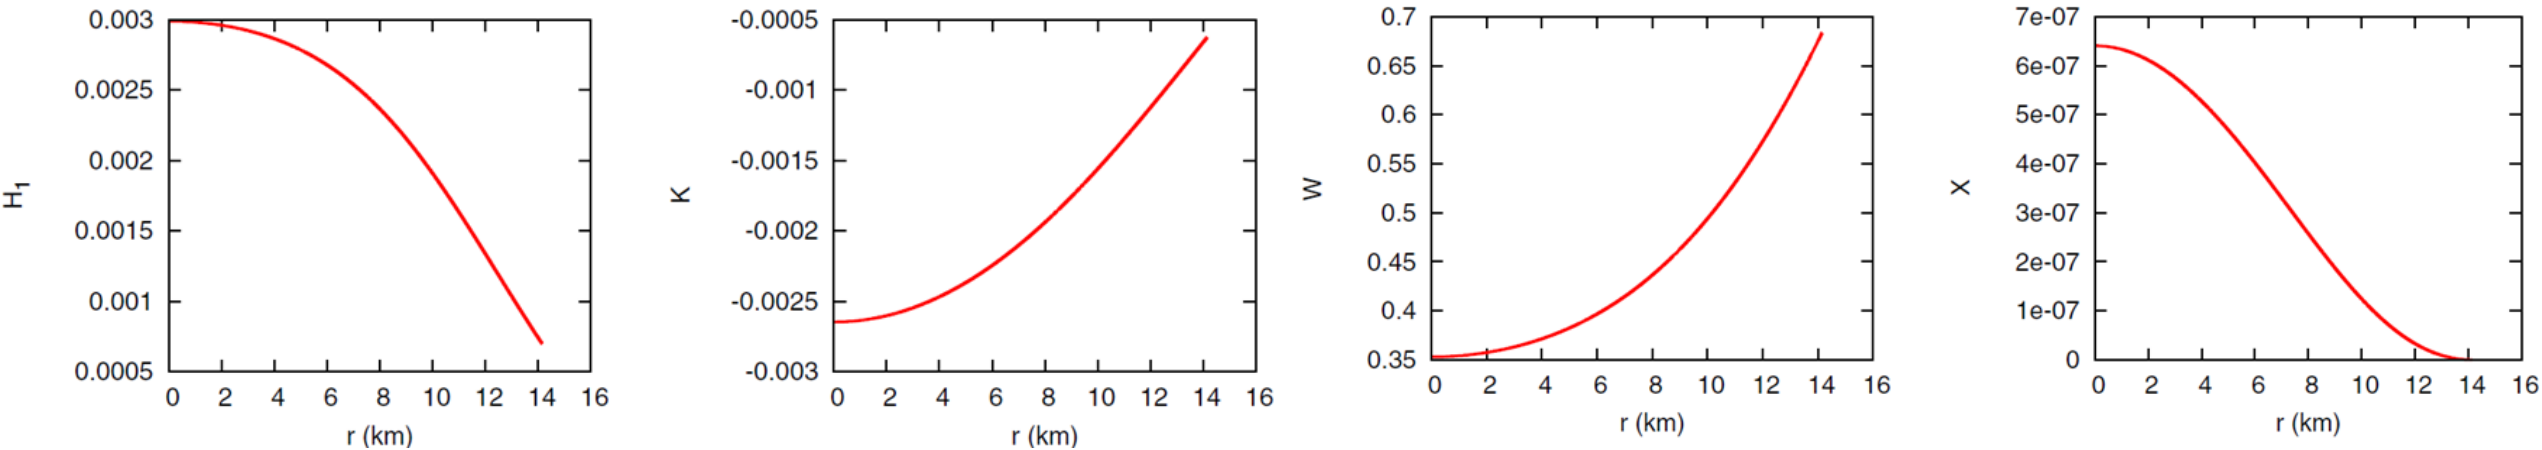 H1
0.003
0.0025
0.002
0.0015
0.001
0.0005
0 2 4 6 8 10 12 14 16
r (km)
K
-0.0005
-0.001
-0.0015
-0.002
-0.0025
-0.003
0 2 4 6 8 10 12 14 16
r (km)
W
0.7
0.65
0.6
0.55
0.5
0.45
0.4
0.35
0 2 4 6 8 10 12 14 16
r (km)
X
7e-07
6e-07
5e-07
4e-07
3e-07
2e-07
1e-07
0
0 2 4 6 8 10 12 14 16
r (km)